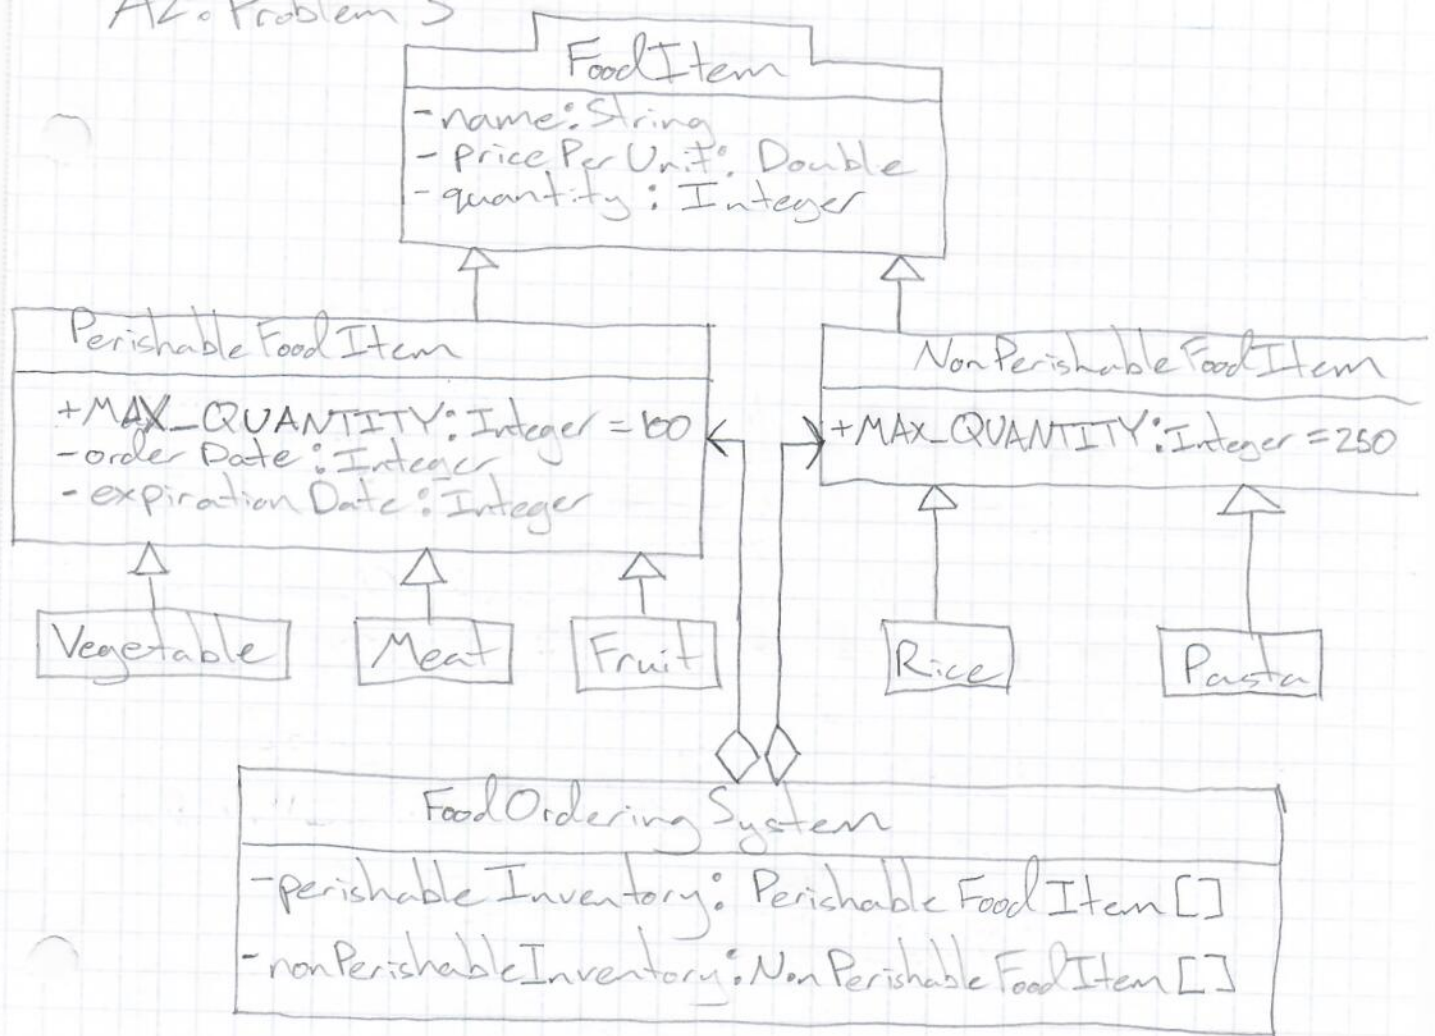 A2: Problem 3
FoodItem
-name: String
- pricePerUnit: Double
- quantity: Integer
PerishableFoodItem
+MAX_QUANTITY: Integer = 100
-orderDate: Integer
- expirationDate: Integer
NonPerishableFoodItem
+MAX_QUANTITY: Integer = 250
Vegetable
Meat
Fruit
Rice
Pasta
FoodOrderingSystem
-perishableInventory: PerishableFoodItem[]
-nonPerishableInventory: NonPerishableFoodItem[]